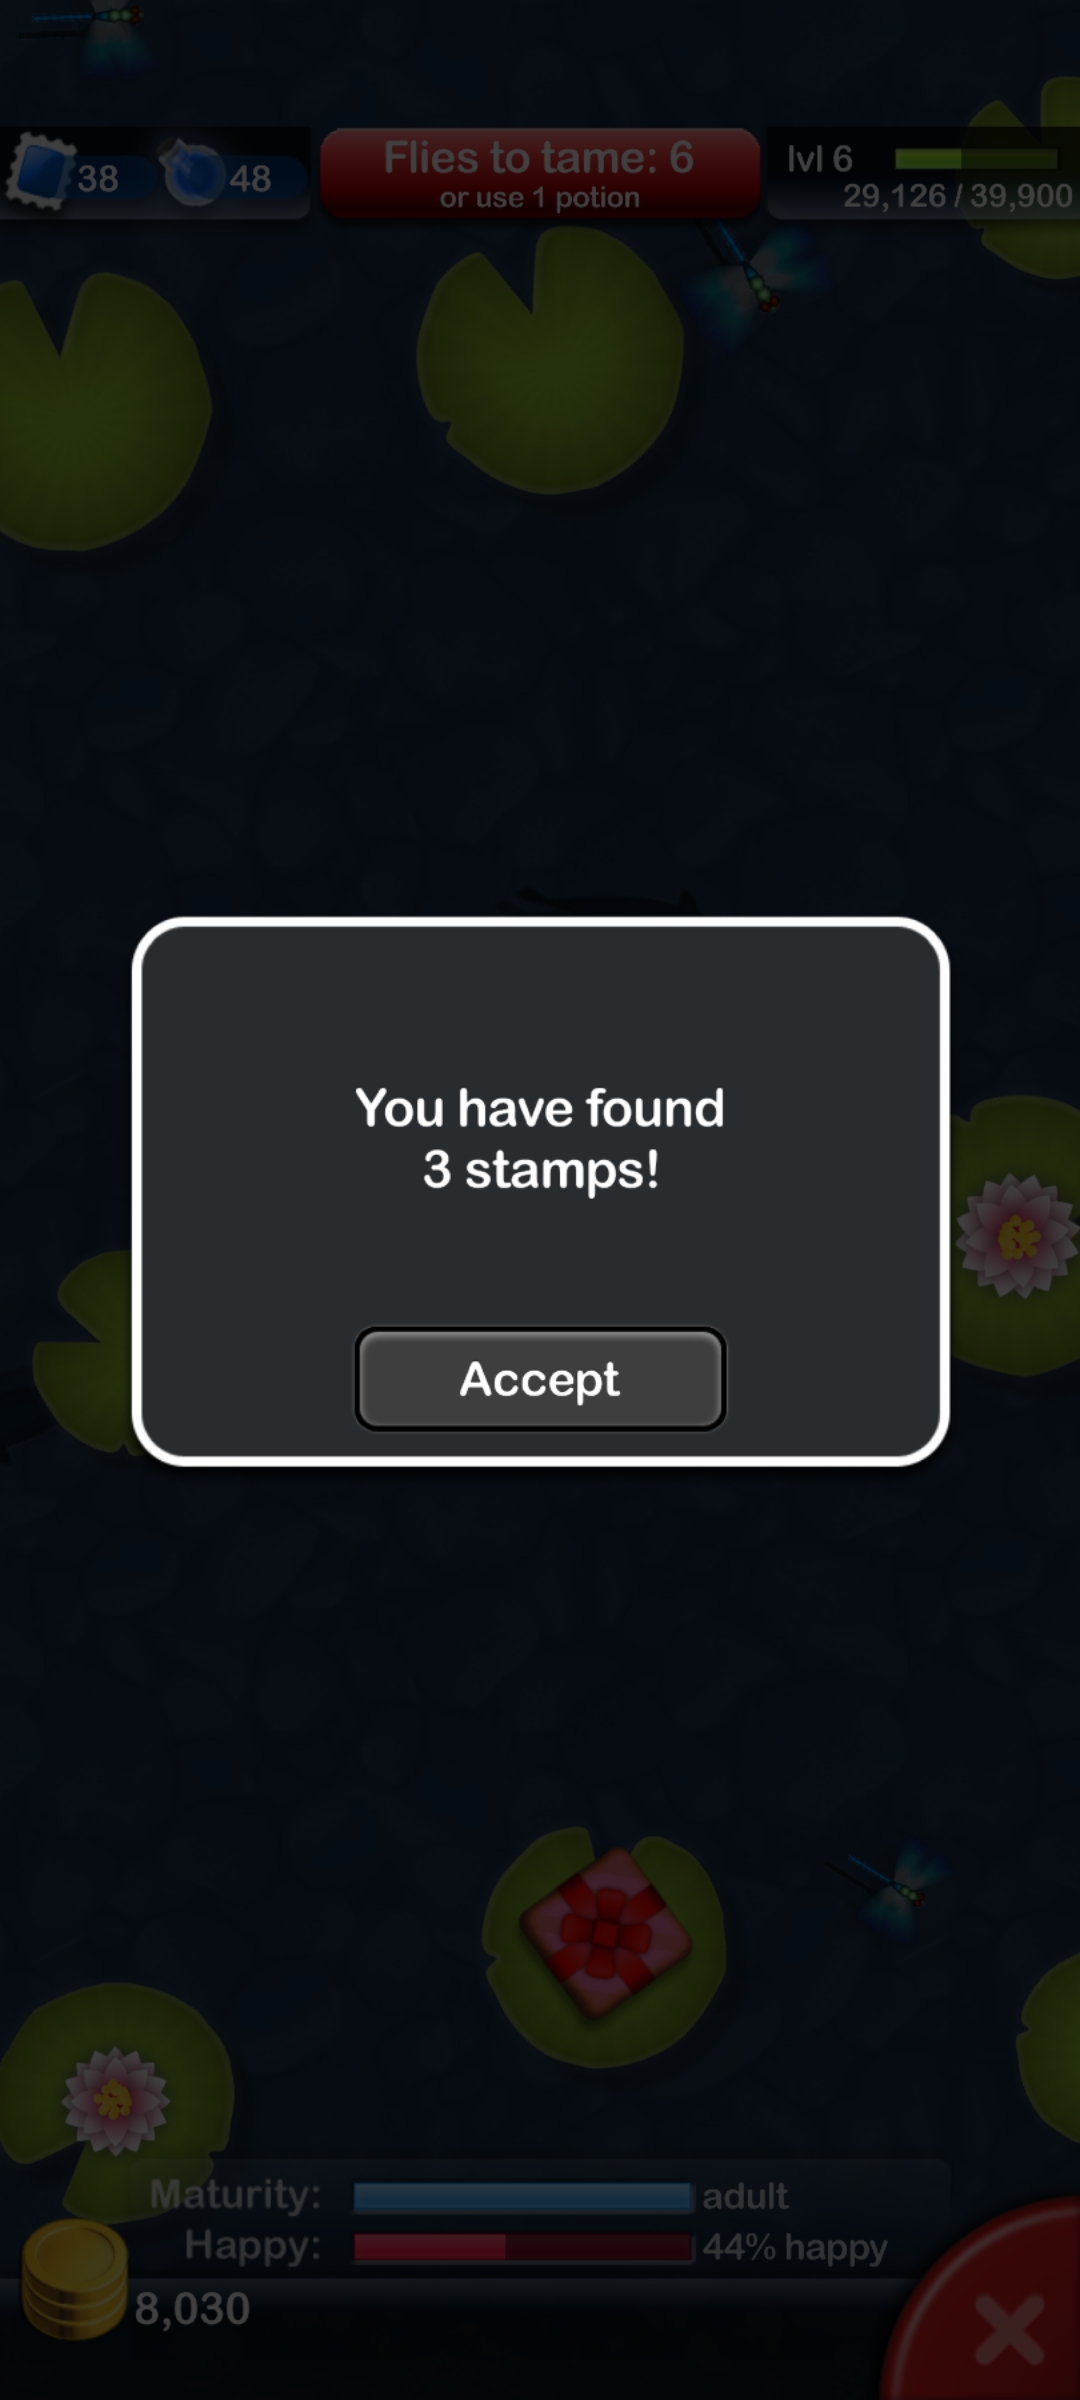 38
48
Flies to tame: 6
or use 1 potion
lvl 6
29,126 / 39,900
You have found
3 stamps!
Accept
Maturity: adult
Happy: 44% happy
8,030